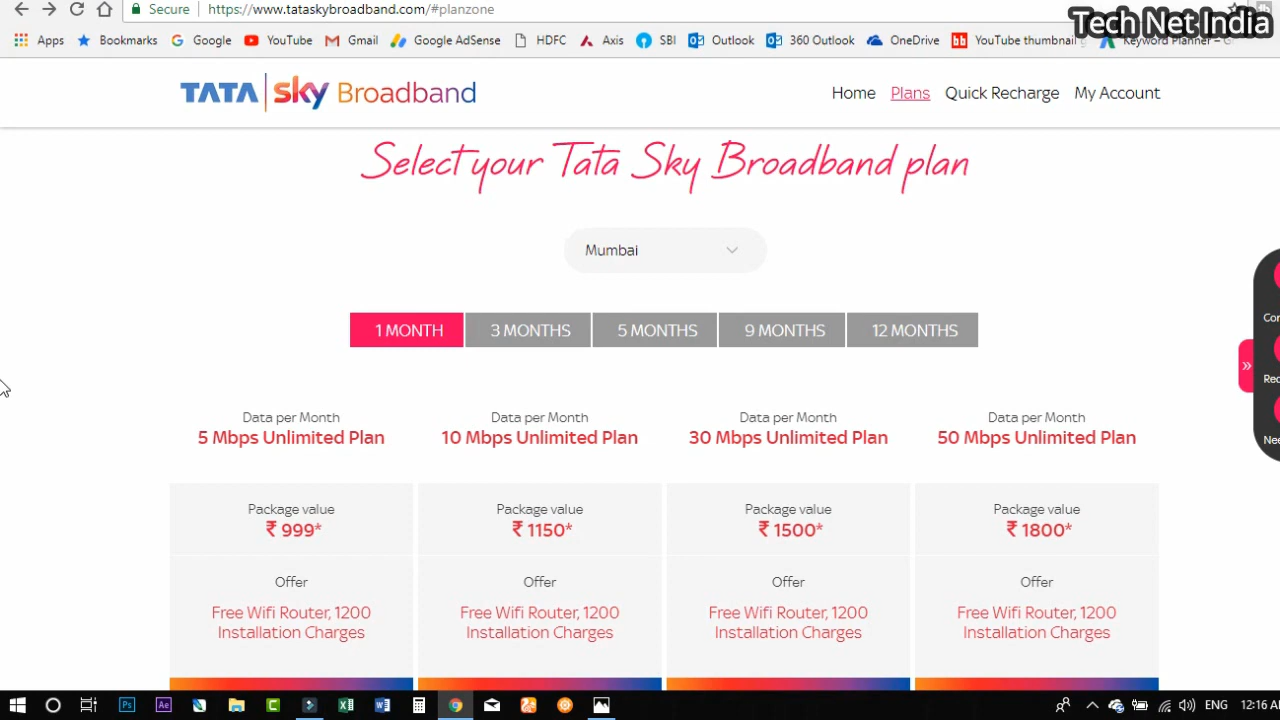 Secure https://www.tataskybroadband.com/#planzone
Tech Net India
Apps Bookmarks Google YouTube Gmail Google AdSense HDFC Axis SBI Outlook 360 Outlook OneDrive YouTube thumbnail Keyword Planner –
TATA sky Broadband
Home Plans Quick Recharge My Account
Select your Tata Sky Broadband plan
Mumbai
1 MONTH 3 MONTHS 5 MONTHS 9 MONTHS 12 MONTHS
Data per Month Data per Month Data per Month Data per Month
5 Mbps Unlimited Plan 10 Mbps Unlimited Plan 30 Mbps Unlimited Plan 50 Mbps Unlimited Plan
Package value Package value Package value Package value
₹ 999* ₹ 1150* ₹ 1500* ₹ 1800*
Offer Offer Offer Offer
Free Wifi Router, 1200 Free Wifi Router, 1200 Free Wifi Router, 1200 Free Wifi Router, 1200
Installation Charges Installation Charges Installation Charges Installation Charges
Con
Rec
Nee
ENG 12:16 A